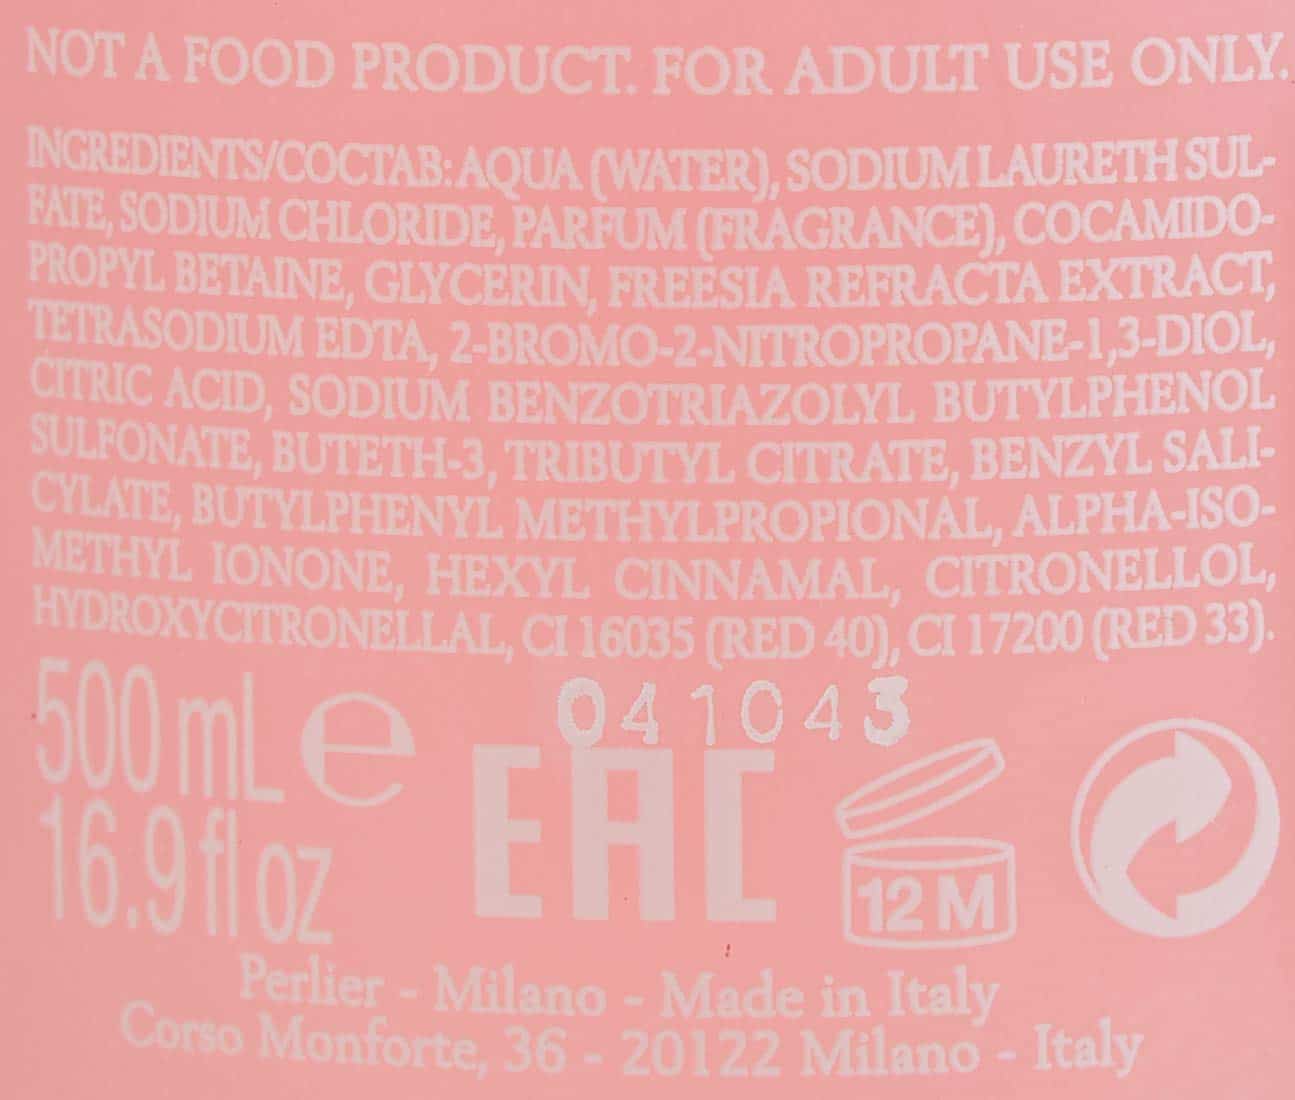 NOT A FOOD PRODUCT. FOR ADULT USE ONLY.
INGREDIENTS/СОСТАВ: AQUA (WATER), SODIUM LAURETH SUL-
FATE, SODIUM CHLORIDE, PARFUM (FRAGRANCE), COCAMIDO-
PROPYL BETAINE, GLYCERIN, FREESIA REFRACTA EXTRACT,
TETRASODIUM EDTA, 2-BROMO-2-NITROPROPANE-1,3-DIOL,
CITRIC ACID, SODIUM BENZOTRIAZOLYL BUTYLPHENOL
SULFONATE, BUTETH-3, TRIBUTYL CITRATE, BENZYL SALI-
CYLATE, BUTYLPHENYL METHYLPROPIONAL, ALPHA-ISO-
METHYL IONONE, HEXYL CINNAMAL, CITRONELLOL,
HYDROXYCITRONELLAL, CI 16035 (RED 40), CI 17200 (RED 33).
500 mL e
16.9 fl oz
041043
EAC
12 M
Perlier - Milano - Made in Italy
Corso Monforte, 36 - 20122 Milano - Italy